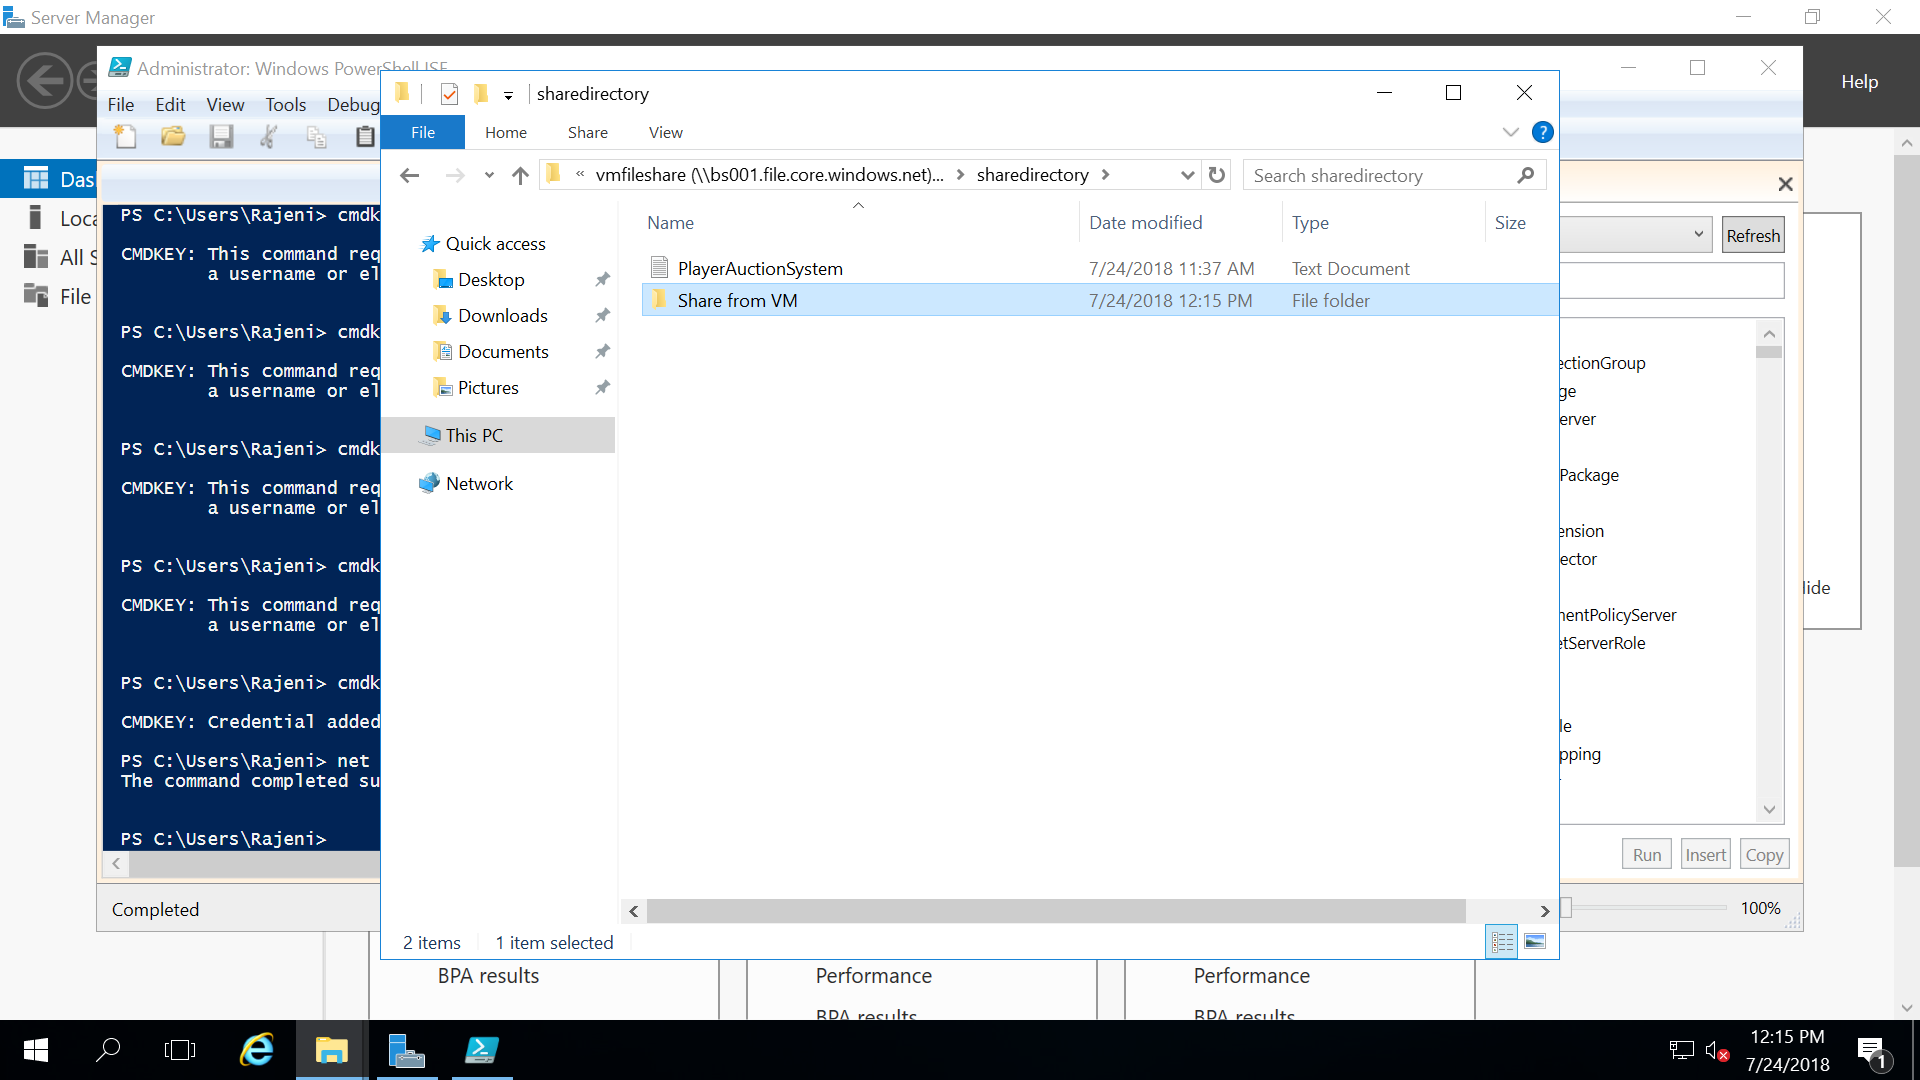 Server Manager
Help
Administrator: Windows PowerShell ISE
File Edit View Tools Debug
sharedirectory
File Home Share View
« vmfileshare (\\bs001.file.core.windows.net)... > sharedirectory >
Search sharedirectory
Name Date modified Type Size
PlayerAuctionSystem 7/24/2018 11:37 AM Text Document
Share from VM 7/24/2018 12:15 PM File folder
Quick access
Desktop
Downloads
Documents
Pictures
This PC
Network
2 items 1 item selected
Das
Loca
All S
File
PS C:\Users\Rajeni> cmdk
CMDKEY: This command req
a username or el
PS C:\Users\Rajeni> cmdk
CMDKEY: This command req
a username or el
PS C:\Users\Rajeni> cmdk
CMDKEY: This command req
a username or el
PS C:\Users\Rajeni> cmdk
CMDKEY: This command req
a username or el
PS C:\Users\Rajeni> cmdk
CMDKEY: Credential added
PS C:\Users\Rajeni> net
The command completed su
PS C:\Users\Rajeni>
Completed
Refresh
ectionGroup
ge
erver
Package
ension
ector
nentPolicyServer
etServerRole
le
pping
Run Insert Copy
100%
lide
BPA results
Performance
BPA results
Performance
BPA results
12:15 PM
7/24/2018
1